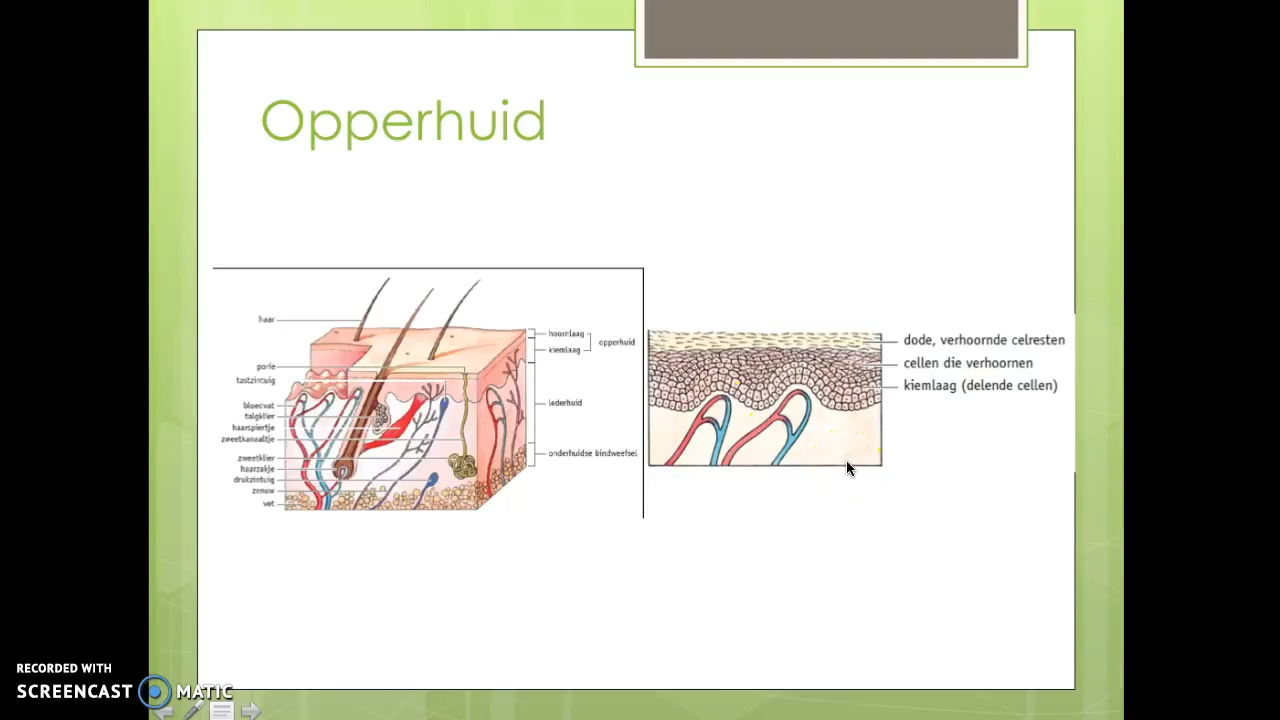 Opperhuid
haar
porie
tastzintuig
bloedvat
talgklier
haarspiertje
zweetkanaaltje
zweetklier
haarzakje
drukzintuig
zenuw
vet
hoornlaag
kiemlaag
opperhuid
lederhuid
onderhuidse bindweefsel
dode, verhoornde celresten
cellen die verhoornen
kiemlaag (delende cellen)
RECORDED WITH
SCREENCAST MATIC